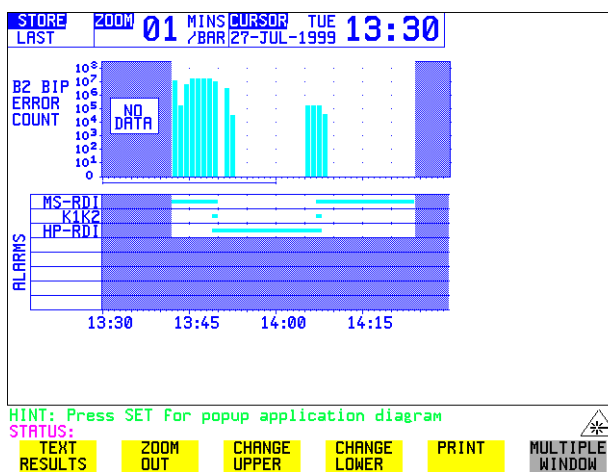 STORE ZOOM 01 MINS CURSOR TUE 13:30
LAST /BAR 27-JUL-1999
B2 BIP
ERROR
COUNT
10⁸
10⁷
10⁶
10⁵
10⁴
10³
10²
10¹
0
NO
DATA
ALARMS
MS-RDI
K1K2
HP-RDI
13:30 13:45 14:00 14:15
HINT: Press SET for popup application diagram
STATUS:
TEXT RESULTS
ZOOM OUT
CHANGE UPPER
CHANGE LOWER
PRINT
MULTIPLE WINDOW